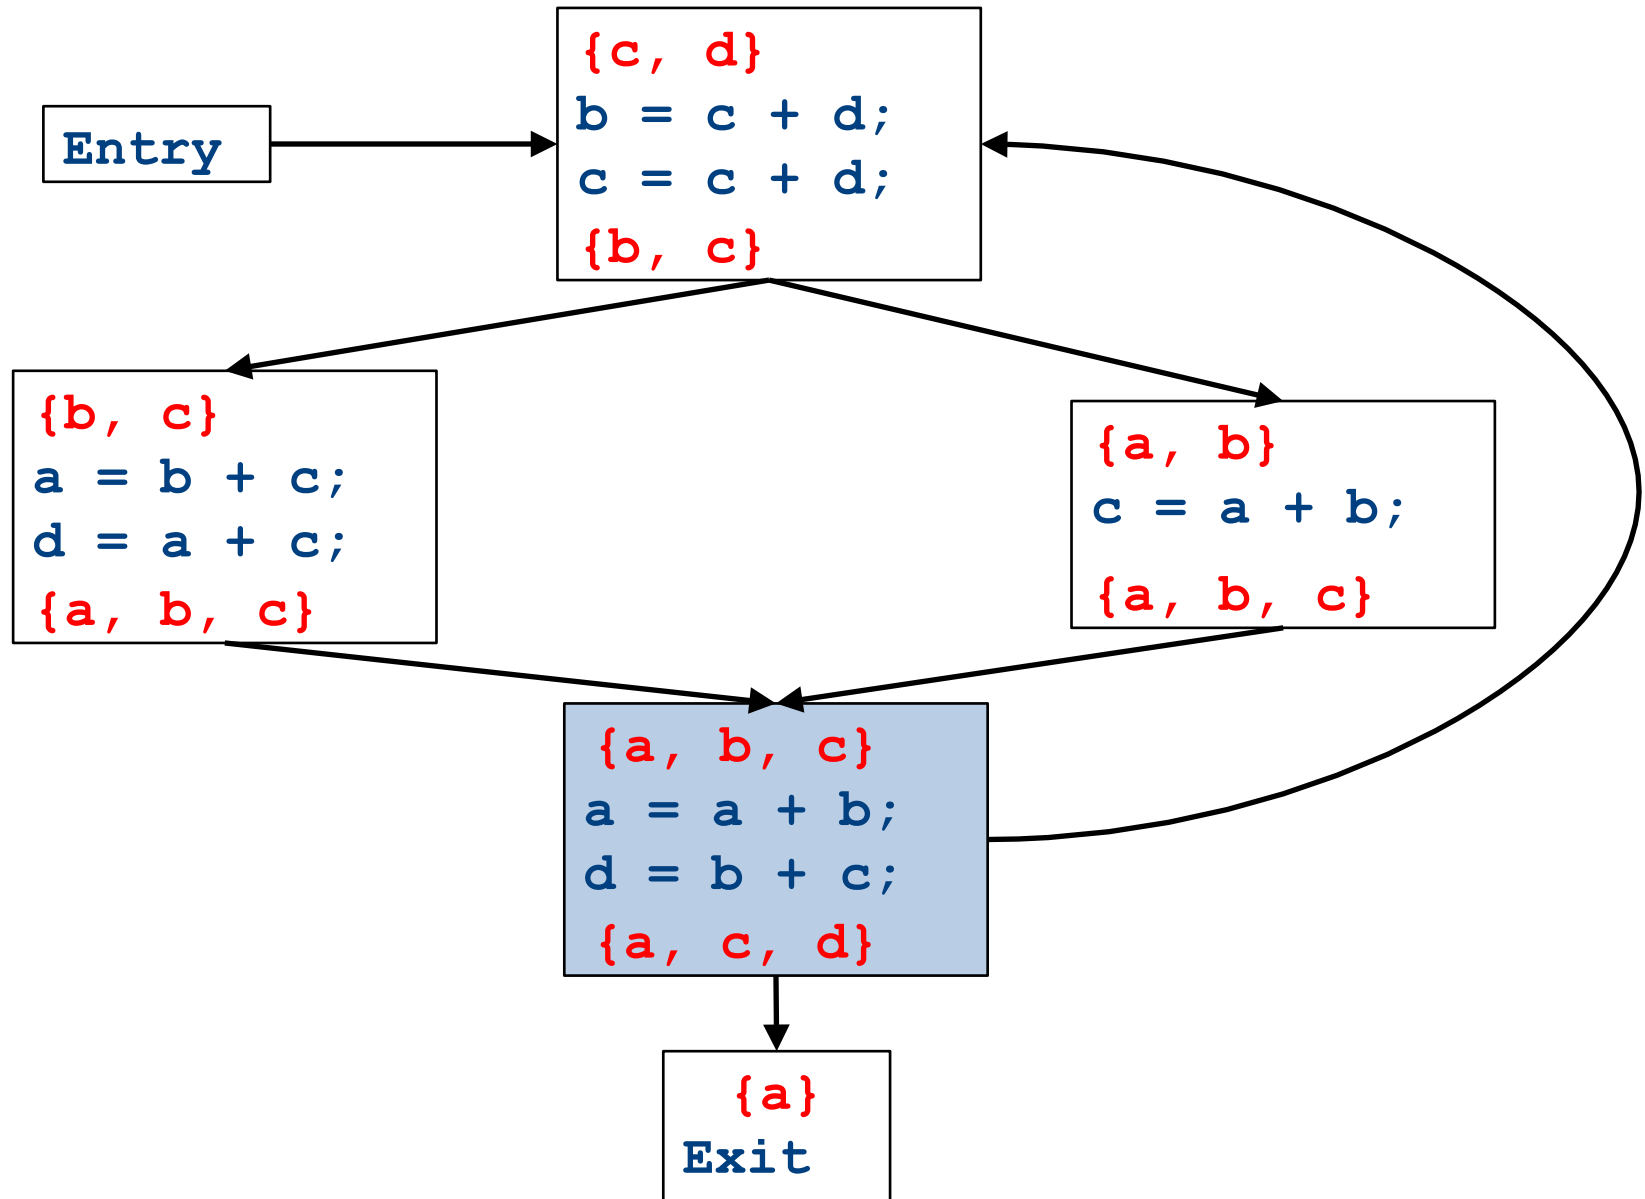 {c, d}
b = c + d;
c = c + d;
{b, c}
Entry
{b, c}
a = b + c;
d = a + c;
{a, b, c}
{a, b}
c = a + b;
{a, b, c}
{a, b, c}
a = a + b;
d = b + c;
{a, c, d}
{a}
Exit